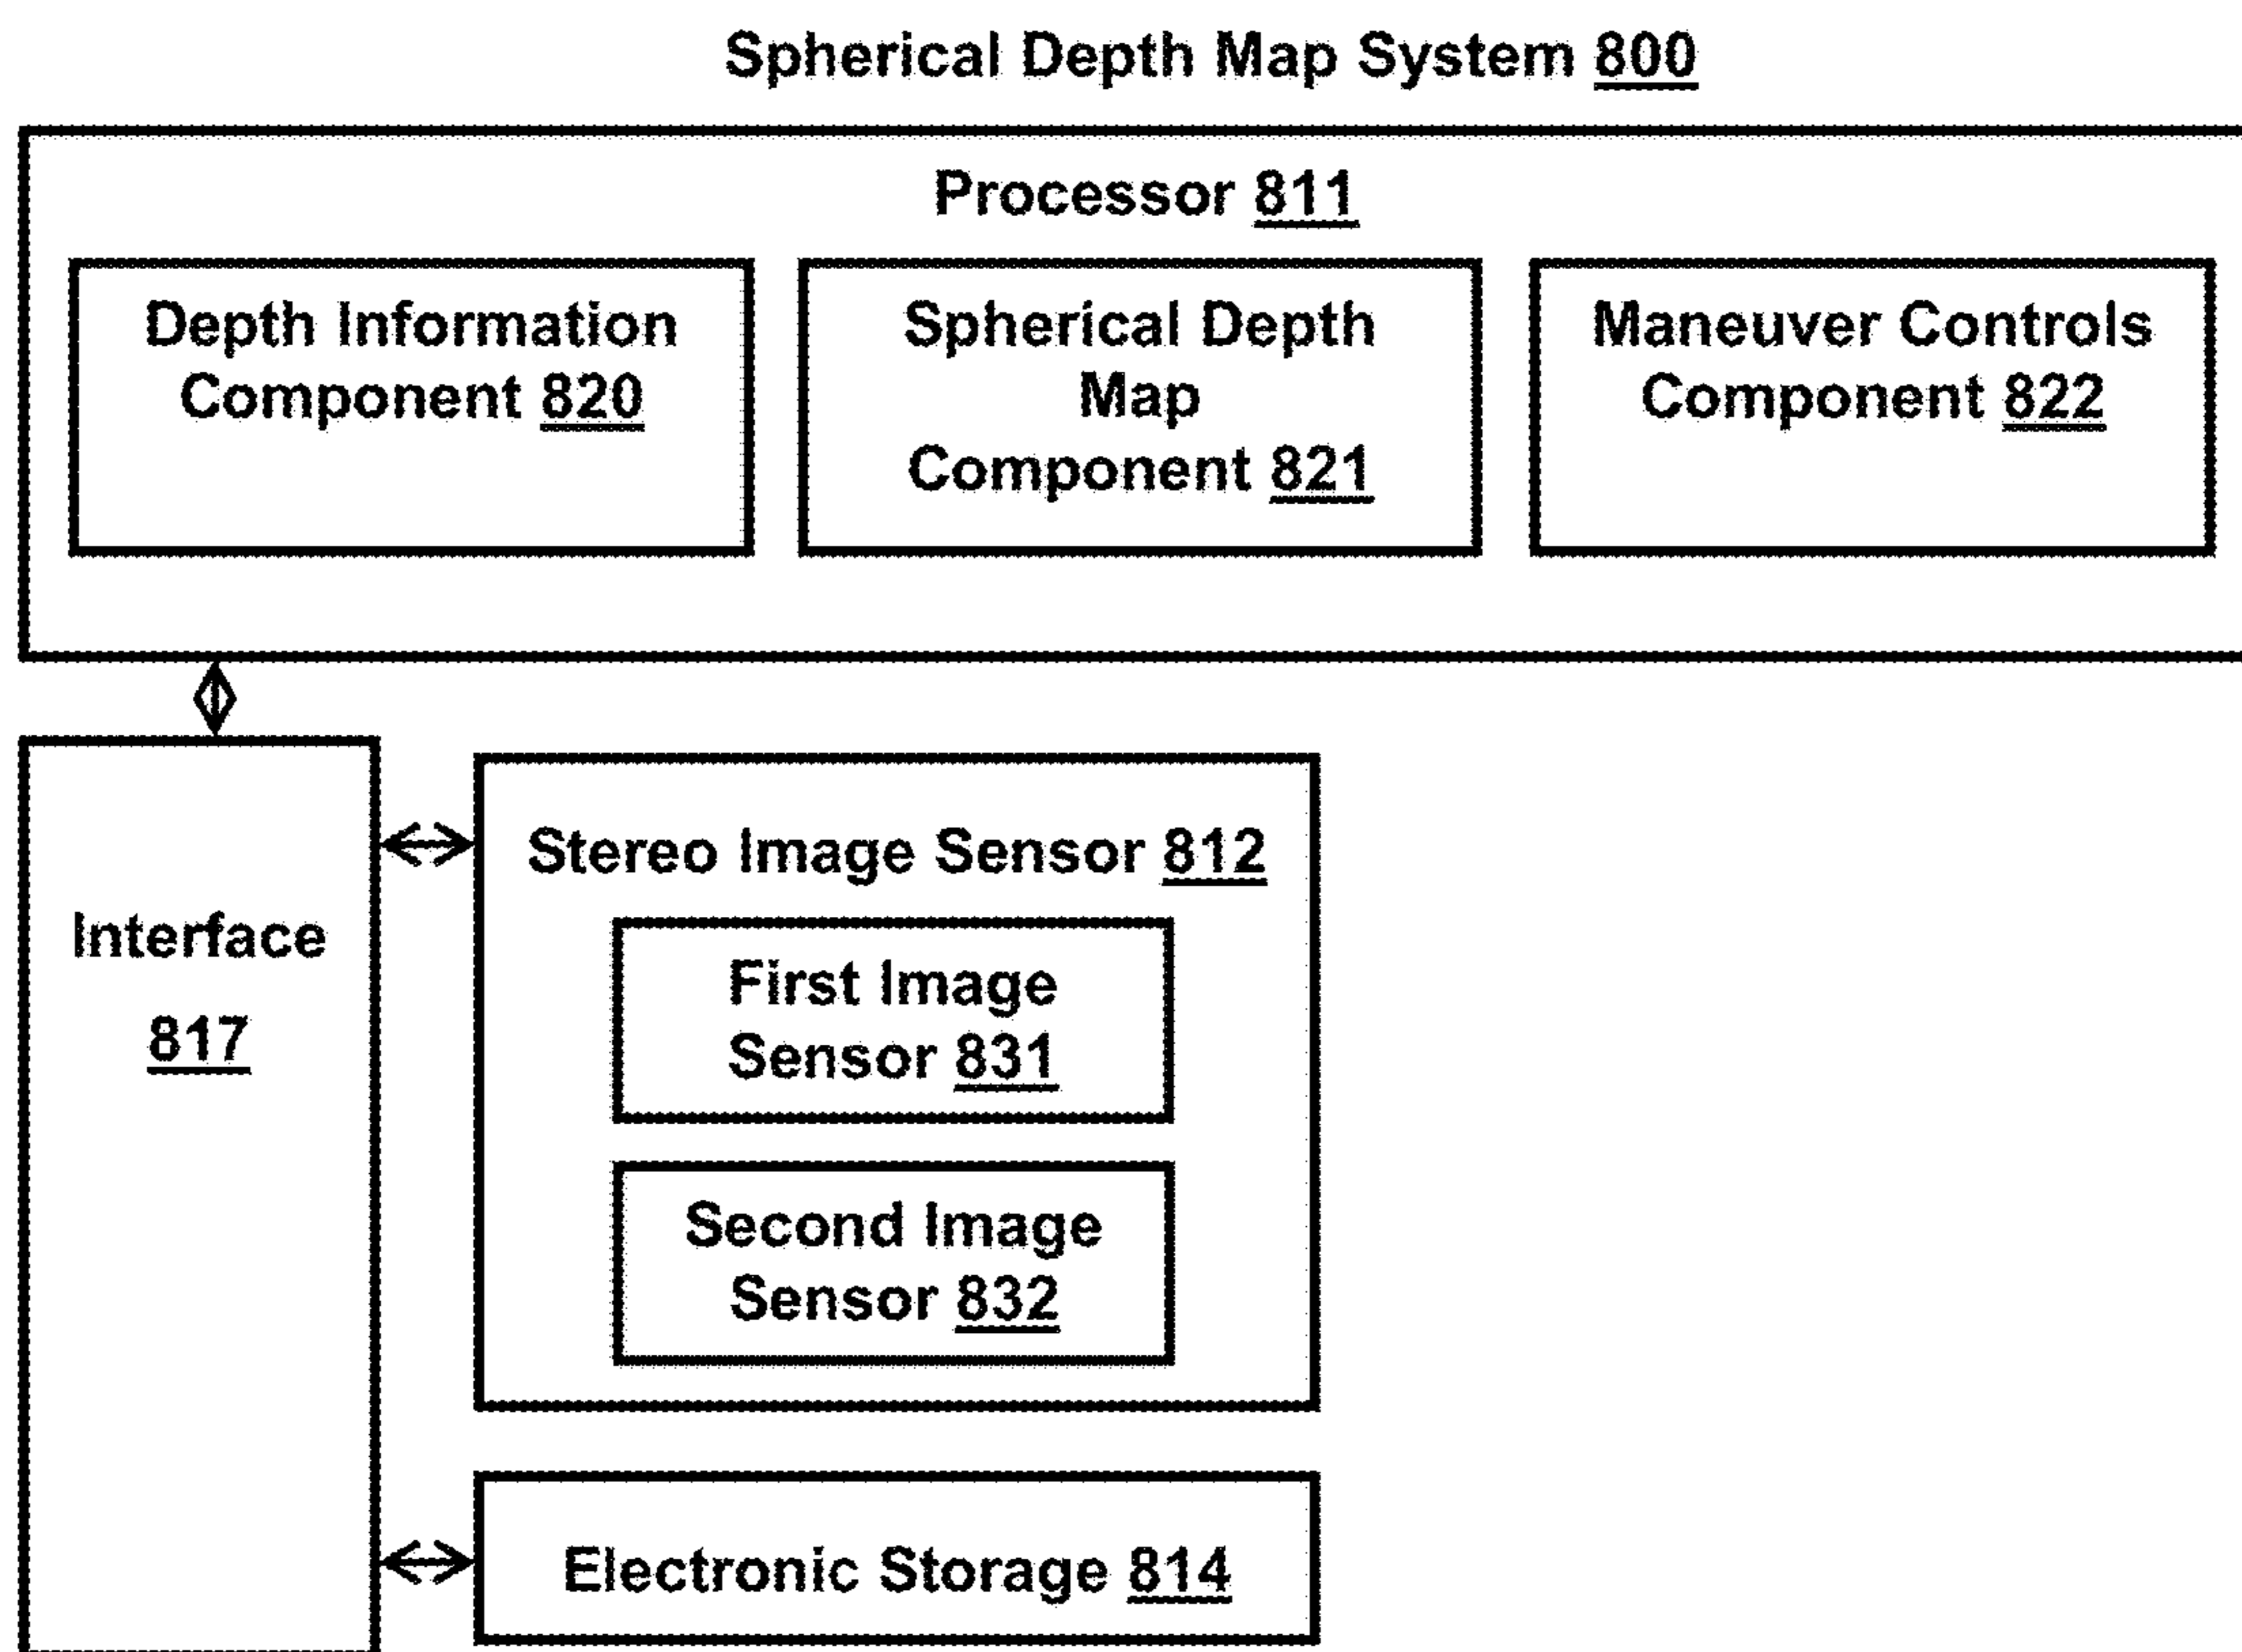 Spherical Depth Map System 800
Processor 811
Depth Information
Component 820
Spherical Depth
Map
Component 821
Maneuver Controls
Component 822
Interface
817
Stereo Image Sensor 812
First Image
Sensor 831
Second Image
Sensor 832
Electronic Storage 814